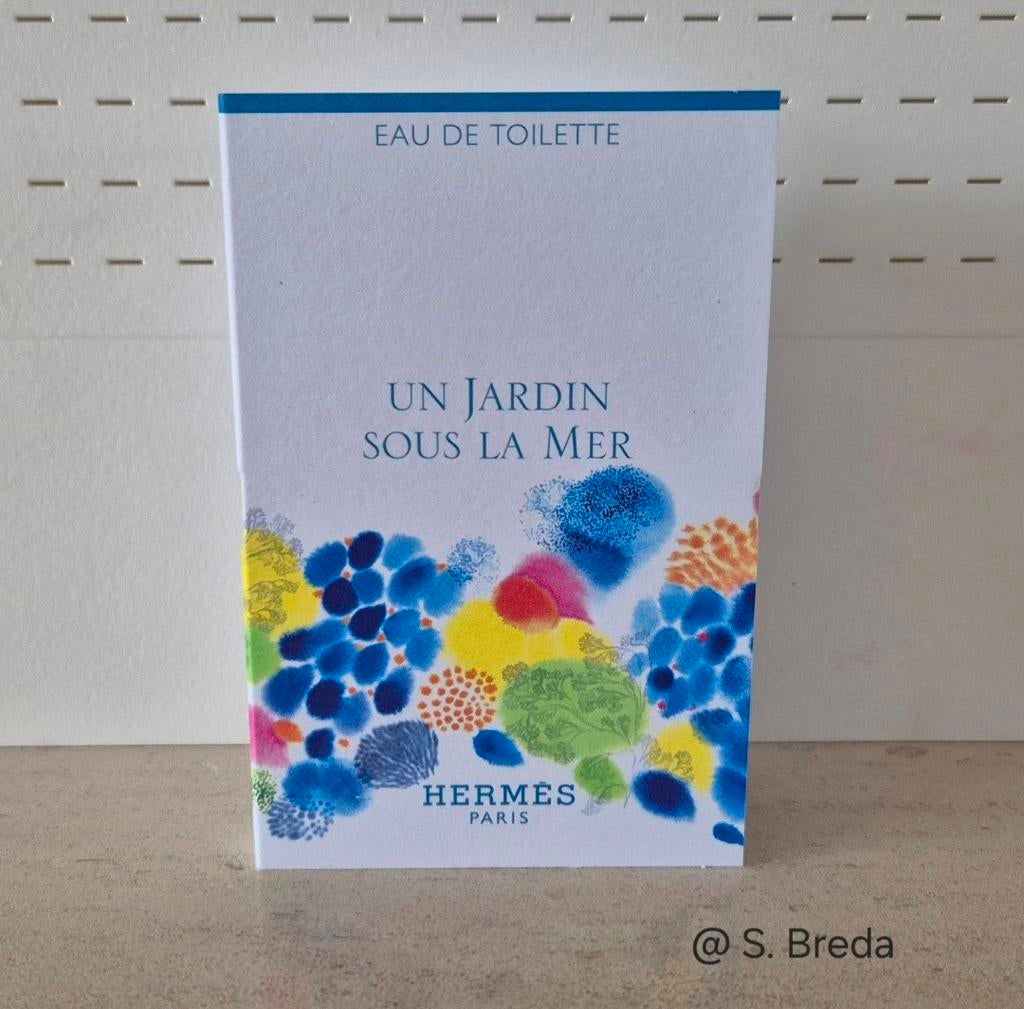 EAU DE TOILETTE
UN JARDIN
SOUS LA MER
HERMÈS
PARIS
@ S. Breda